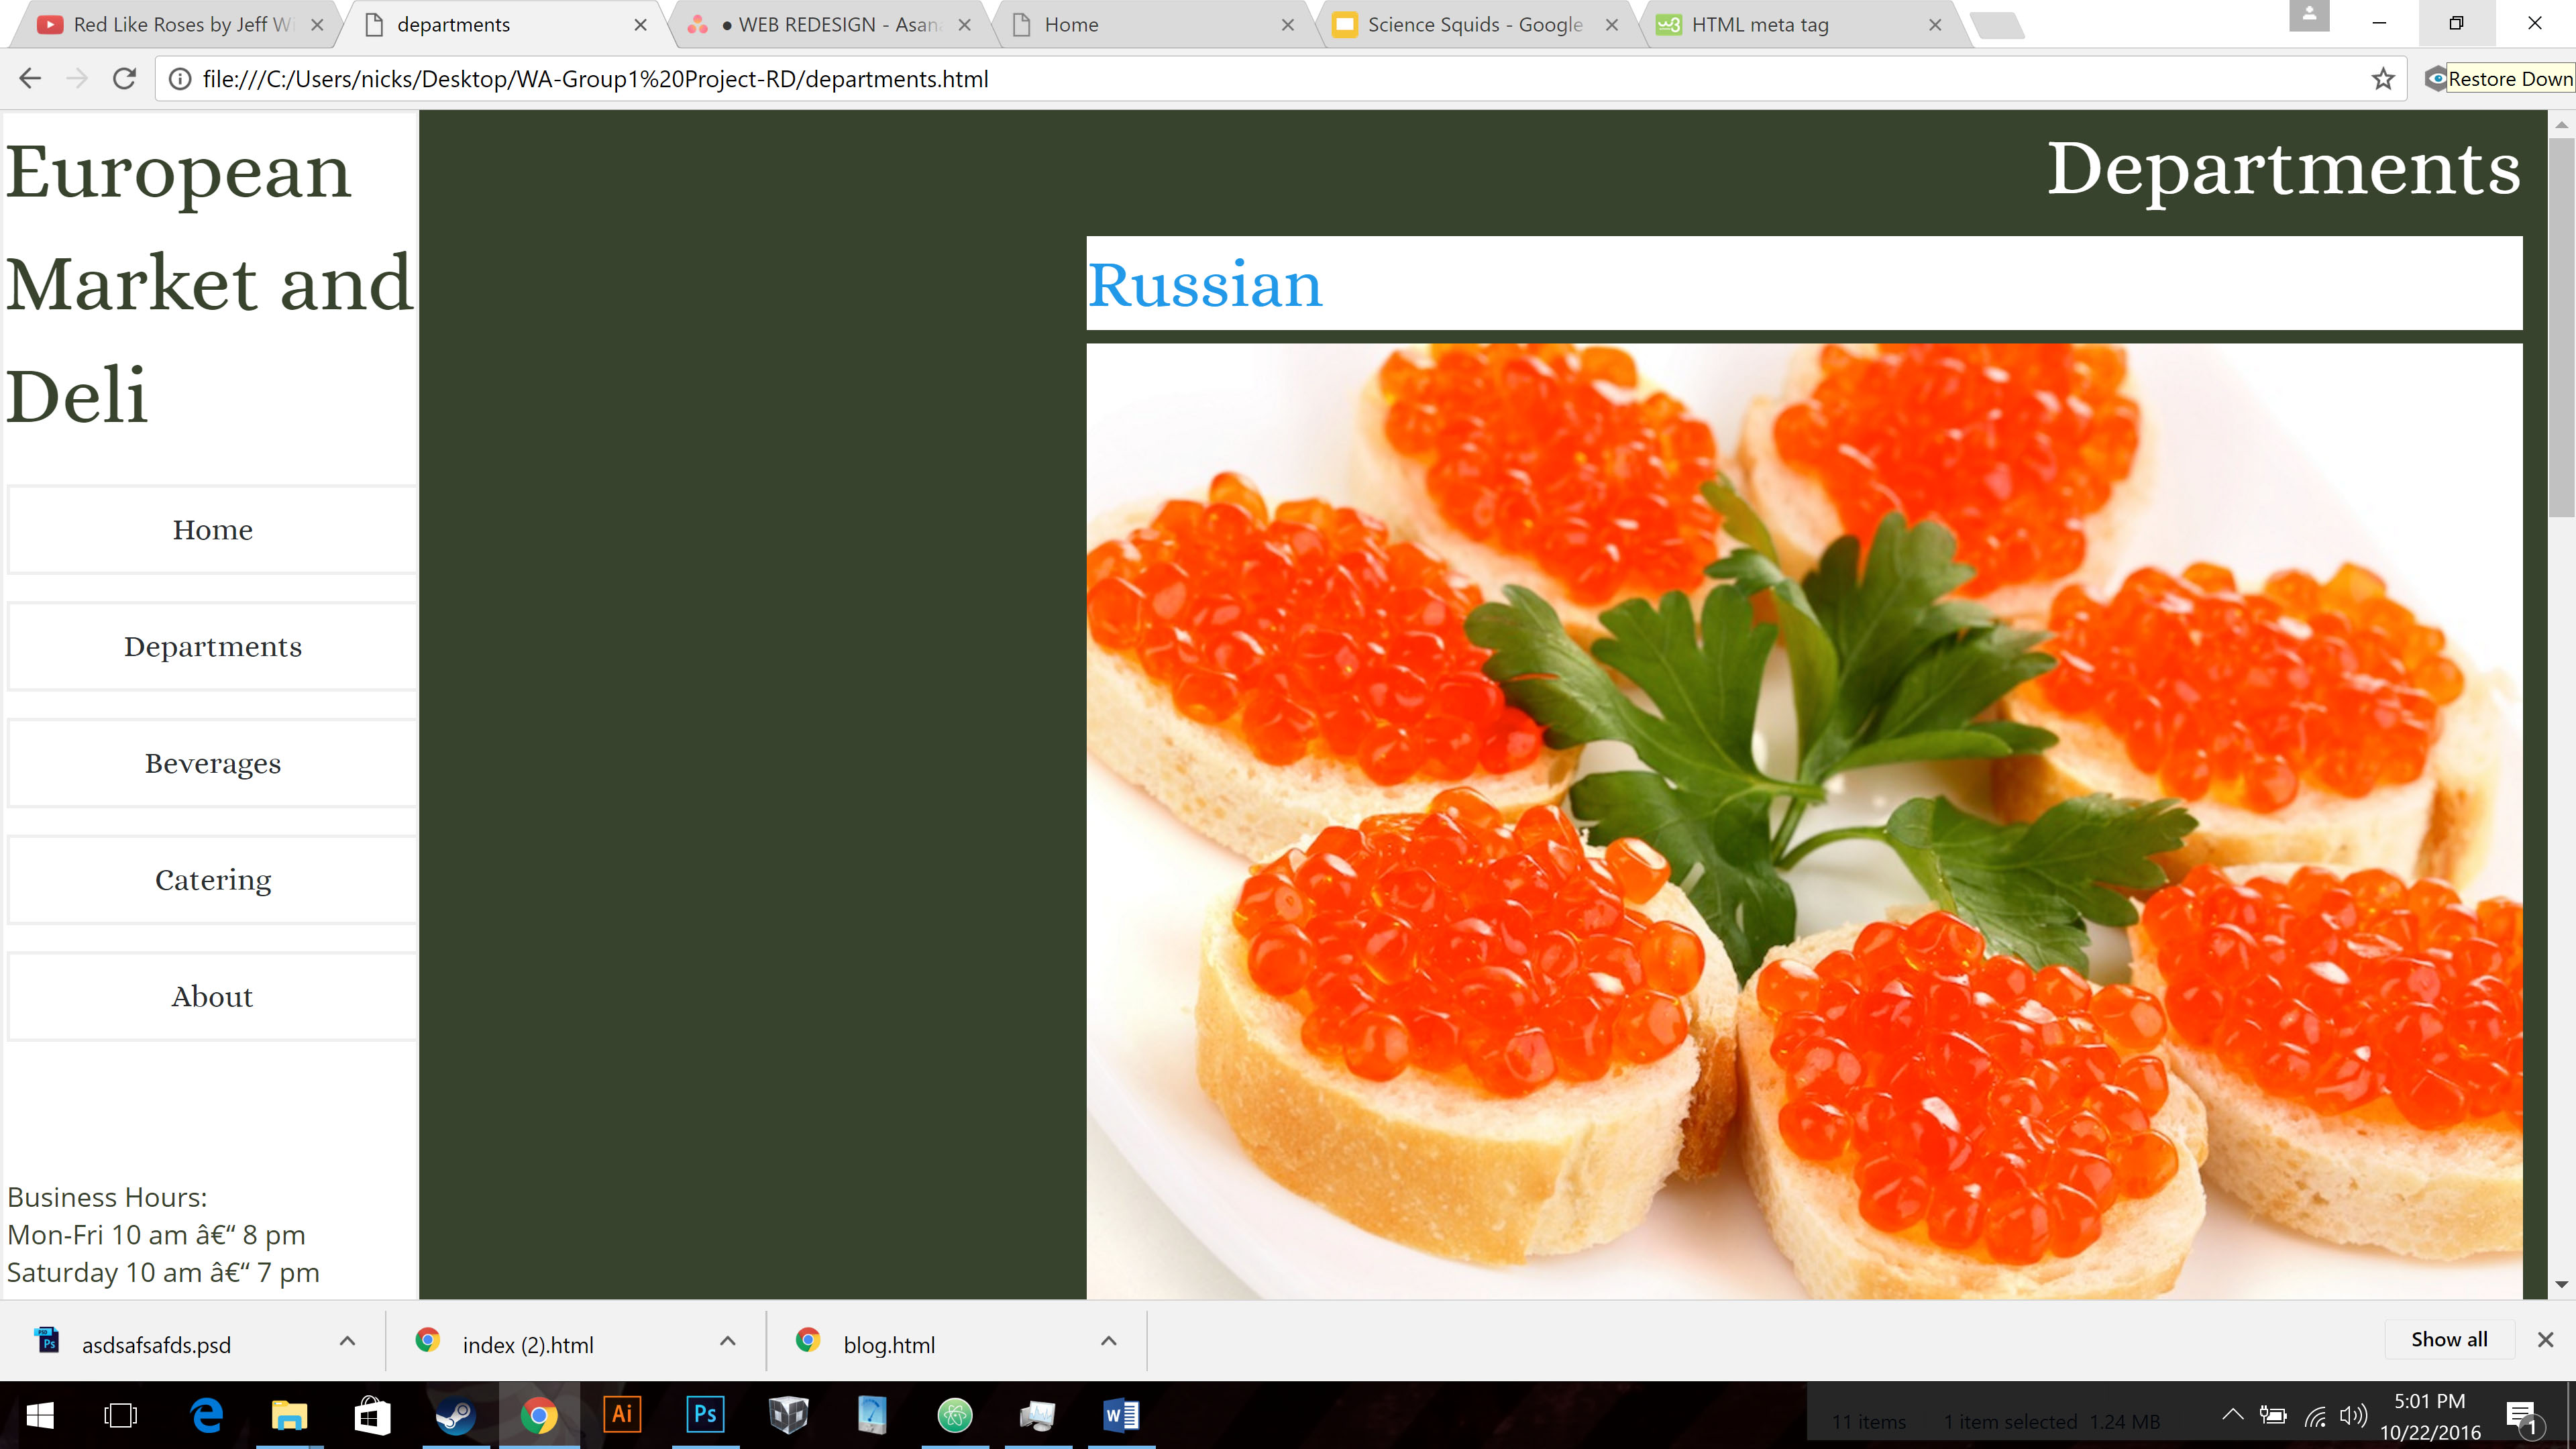 Red Like Roses by Jeff Wi
departments
● WEB REDESIGN - Asana
Home
Science Squids - Google
HTML meta tag
file:///C:/Users/nicks/Desktop/WA-Group1%20Project-RD/departments.html
Restore Down
European
Market and
Deli
Home
Departments
Beverages
Catering
About
Business Hours:
Mon-Fri 10 am â€“ 8 pm
Saturday 10 am â€“ 7 pm
Departments
Russian
asdsafsafds.psd
index (2).html
blog.html
Show all
11 items 1 item selected 1.24 MB
5:01 PM
10/22/2016
1